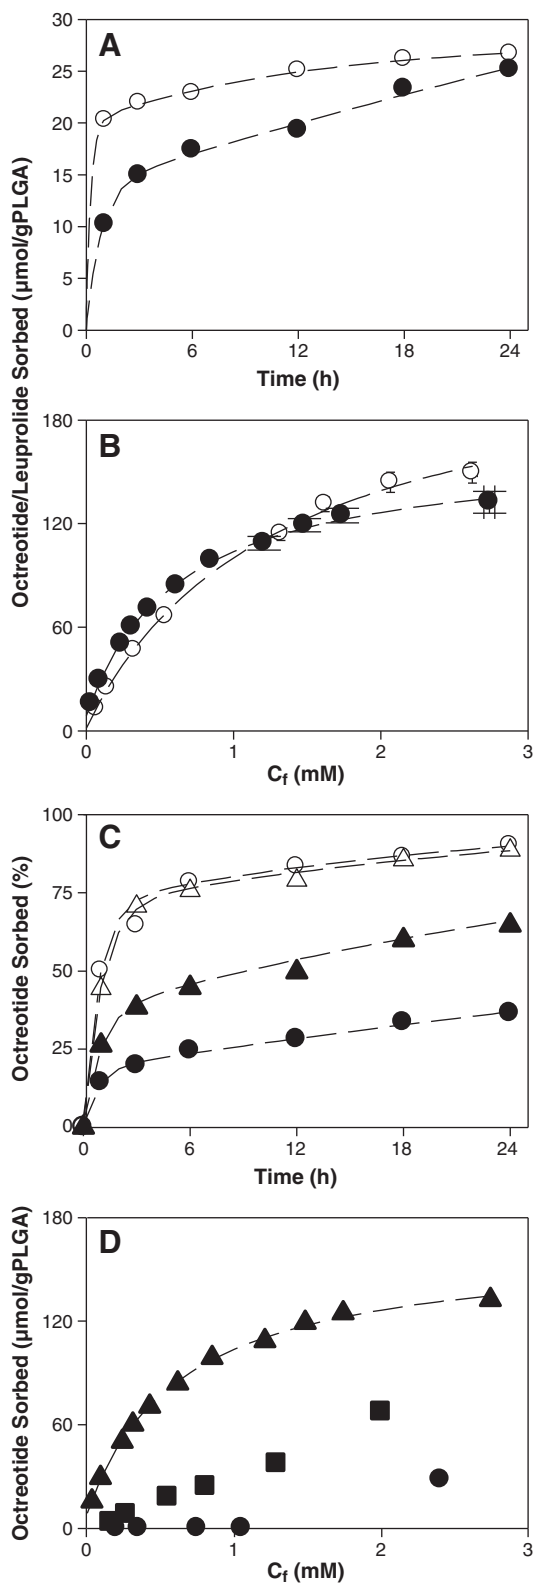 Octreotide/Leuprolide Sorbed (µmol/gPLGA)
A
30
25
20
15
10
5
0
0 6 12 18 24
Time (h)
B
180
120
60
0
0 1 2 3
Cf (mM)
Octreotide Sorbed (%)
C
100
75
50
25
0
0 6 12 18 24
Time (h)
Octreotide Sorbed (µmol/gPLGA)
D
180
120
60
0
0 1 2 3
Cf (mM)